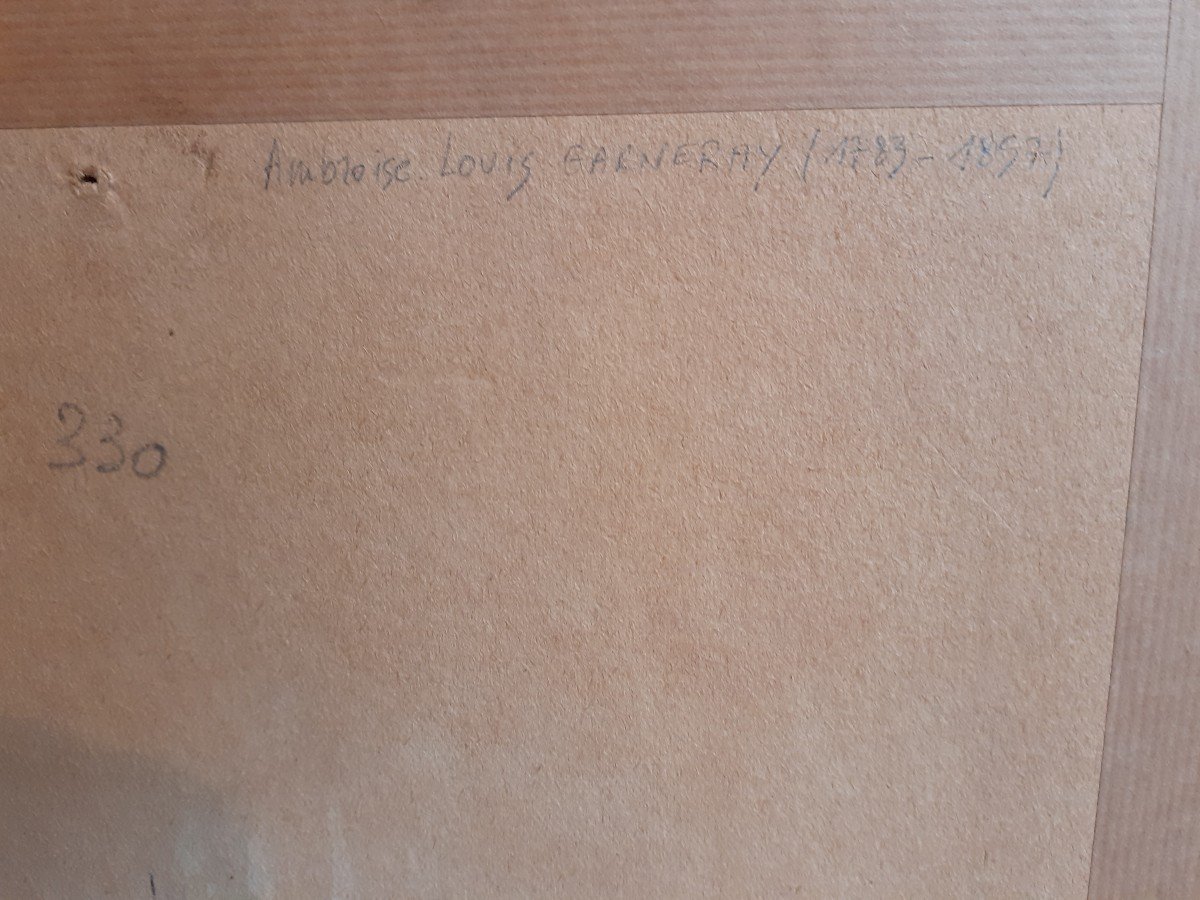 Ambroise Louis GARNERAY (1783-1857)
330